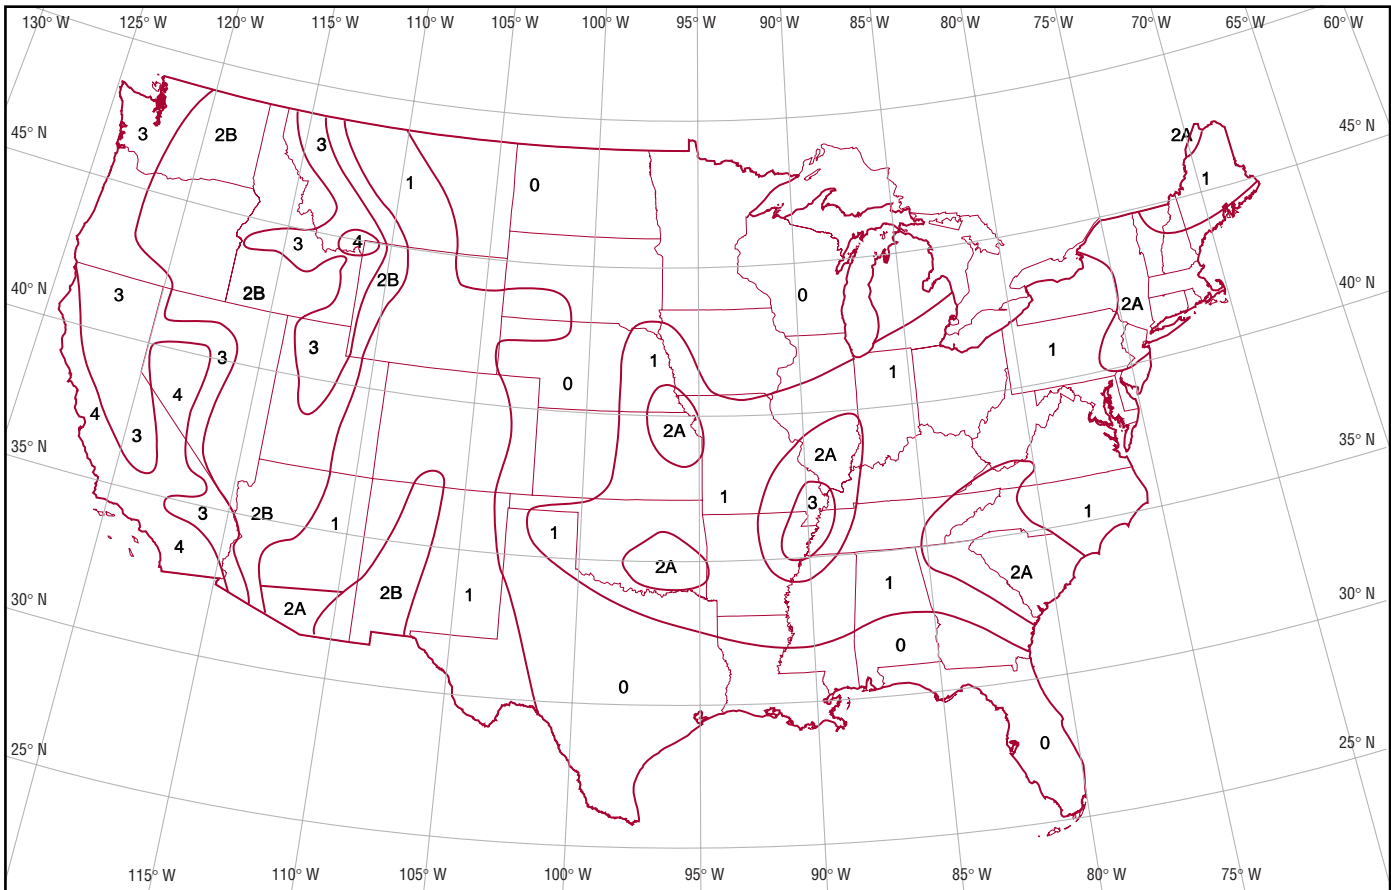 130° W 125° W 120° W 115° W 110° W 105° W 100° W 95° W 90° W 85° W 80° W 75° W 70° W 65° W 60° W
45° N 3 2B 3 2A 45° N
1 0 1
3 4
40° N 3 2B 2B 0 2A 40° N
3 3 1 1
4 0 1
4 3 2A 2A 35° N
35° N 1 3
3 2B 1 1 1
4 2A 2A
30° N 2A 2B 1 1 30° N
0
0
25° N 0 25° N
115° W 110° W 105° W 100° W 95° W 90° W 85° W 80° W 75° W